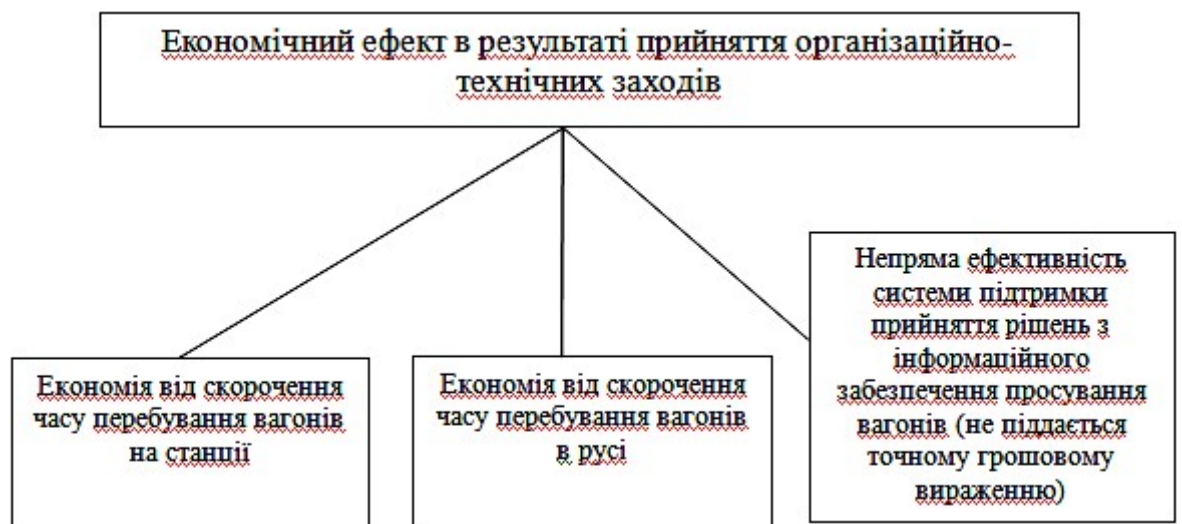 Економічний ефект в результаті прийняття організаційно-
технічних заходів
Економія від скорочення
часу перебування вагонів
на станції
Економія від скорочення
часу перебування вагонів
в русі
Непряма ефективність
системи підтримки
прийняття рішень з
інформаційного
забезпечення просування
вагонів (не піддається
точному грошовому
вираженню)